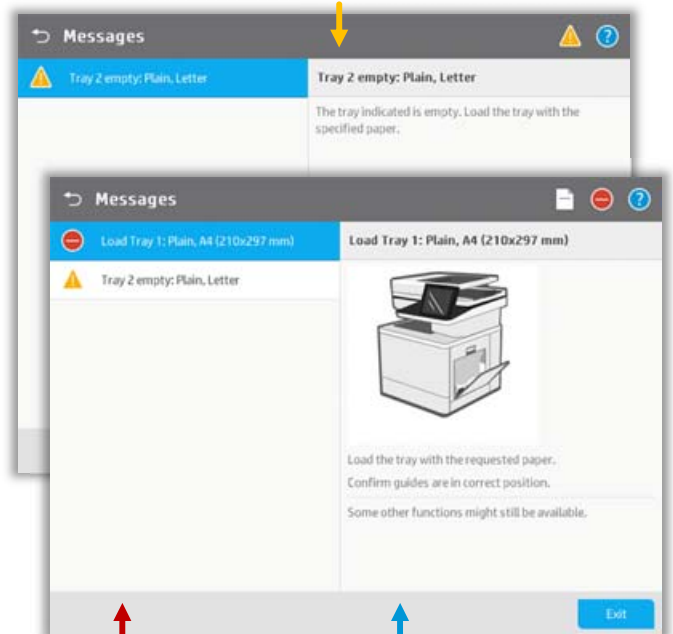 Messages
Tray 2 empty: Plain, Letter
Tray 2 empty: Plain, Letter
The tray indicated is empty. Load the tray with the
specified paper.
Messages
Load Tray 1: Plain, A4 (210x297 mm)
Tray 2 empty: Plain, Letter
Load Tray 1: Plain, A4 (210x297 mm)
Load the tray with the requested paper.
Confirm guides are in correct position.
Some other functions might still be available.
Exit